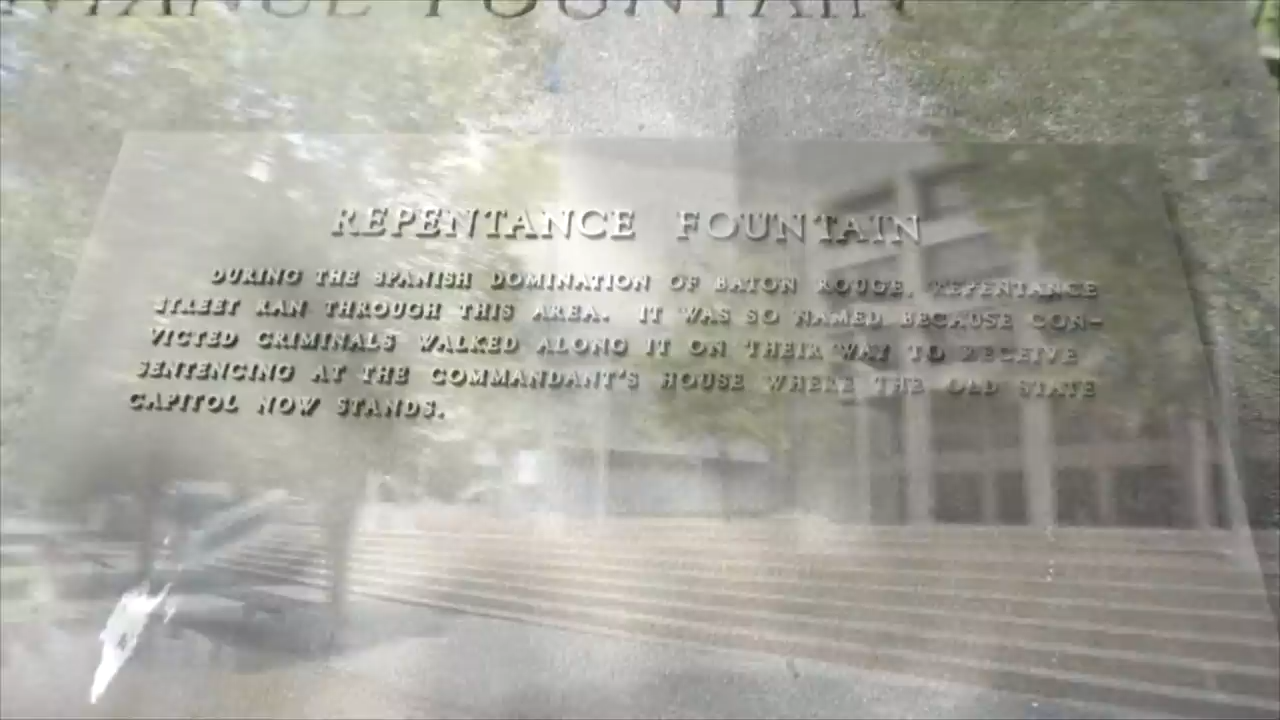 NTANCE FOUNTAIN
REPENTANCE FOUNTAIN
DURING THE SPANISH DOMINATION OF BATON ROUGE, REPENTANCE
STREET RAN THROUGH THIS AREA. IT WAS SO NAMED BECAUSE CON-
VICTED CRIMINALS WALKED ALONG IT ON THEIR WAY TO RECEIVE
SENTENCING AT THE COMMANDANT'S HOUSE WHERE THE OLD STATE
CAPITOL NOW STANDS.